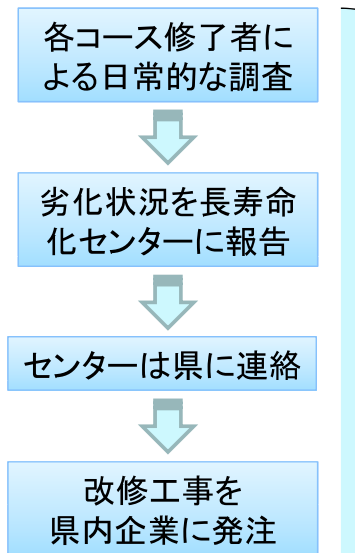 各コース修了者に
よる日常的な調査
劣化状況を長寿命
化センターに報告
センターは県に連絡
改修工事を
県内企業に発注